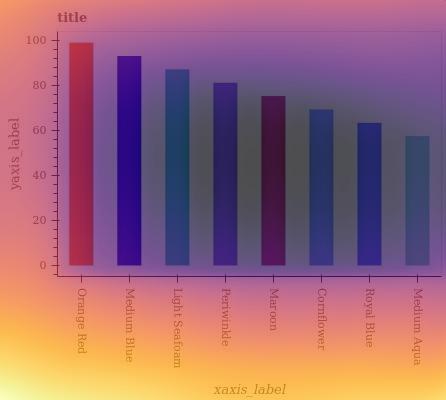 title
100
80
60
40
20
0
yaxis_label
Orange Red
Medium Blue
Light Seafoam
Periwinkle
Maroon
Cornflower
Royal Blue
Medium Aqua
xaxis_label